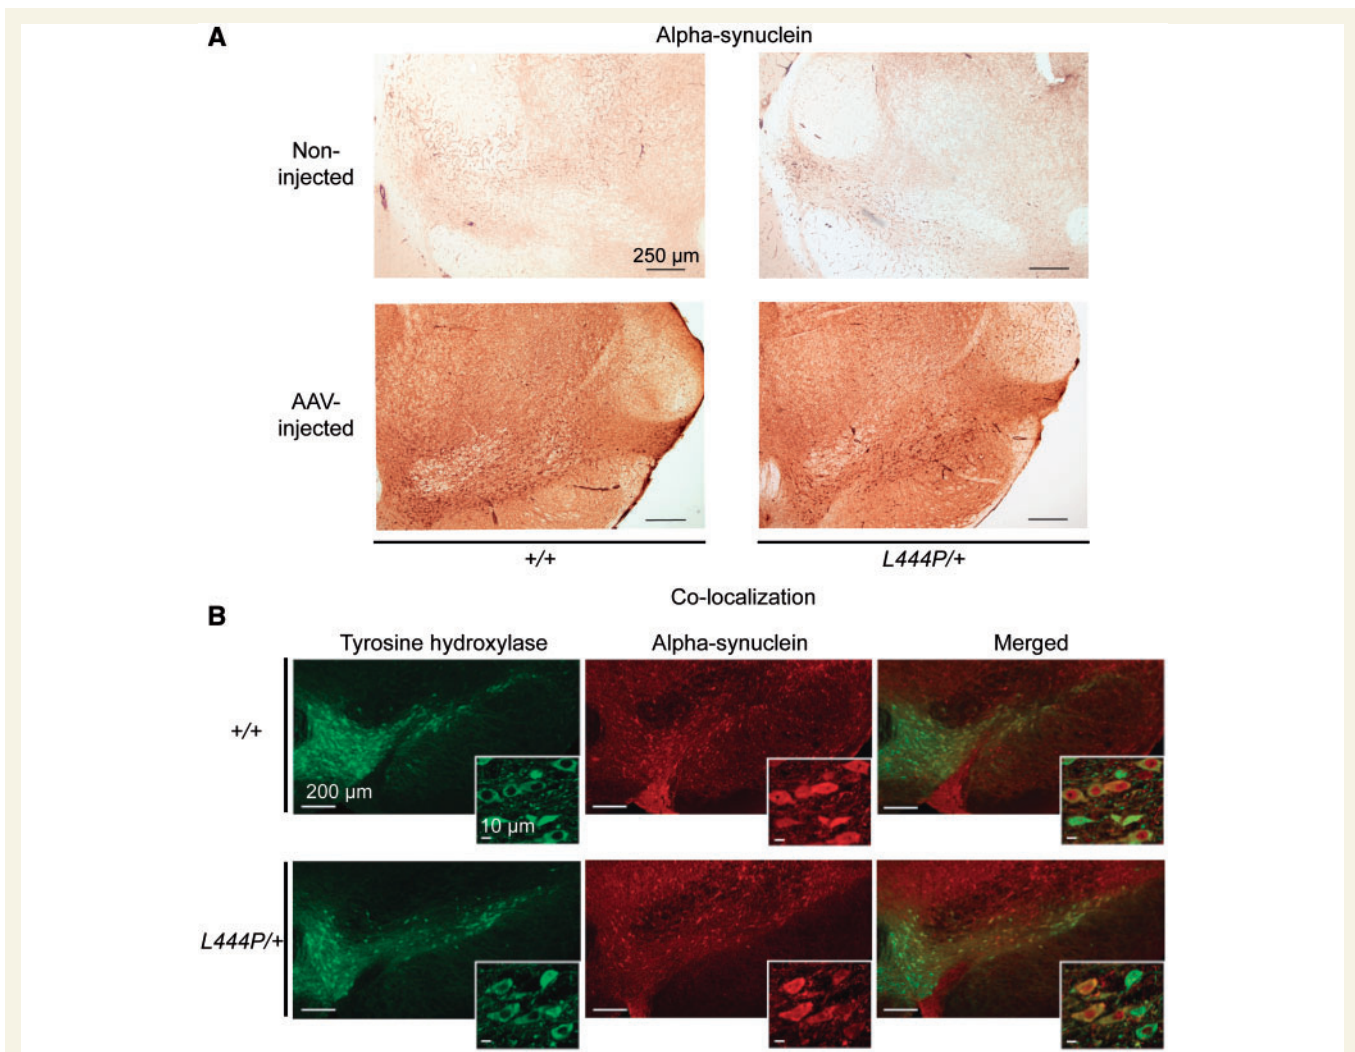 A
Alpha-synuclein
Non-
injected
250 µm
AAV-
injected
+/+
L444P/+
Co-localization
B
Tyrosine hydroxylase
Alpha-synuclein
Merged
+/+
200 µm
10 µm
L444P/+